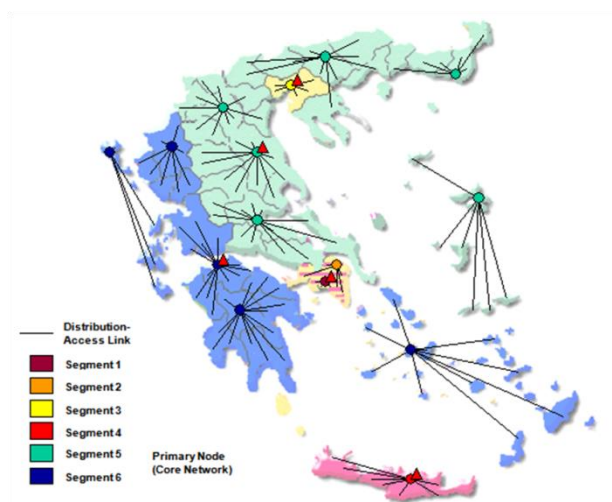 Distribution-
Access Link
Segment 1
Segment 2
Segment 3
Segment 4
Segment 5
Segment 6
Primary Node
(Core Network)